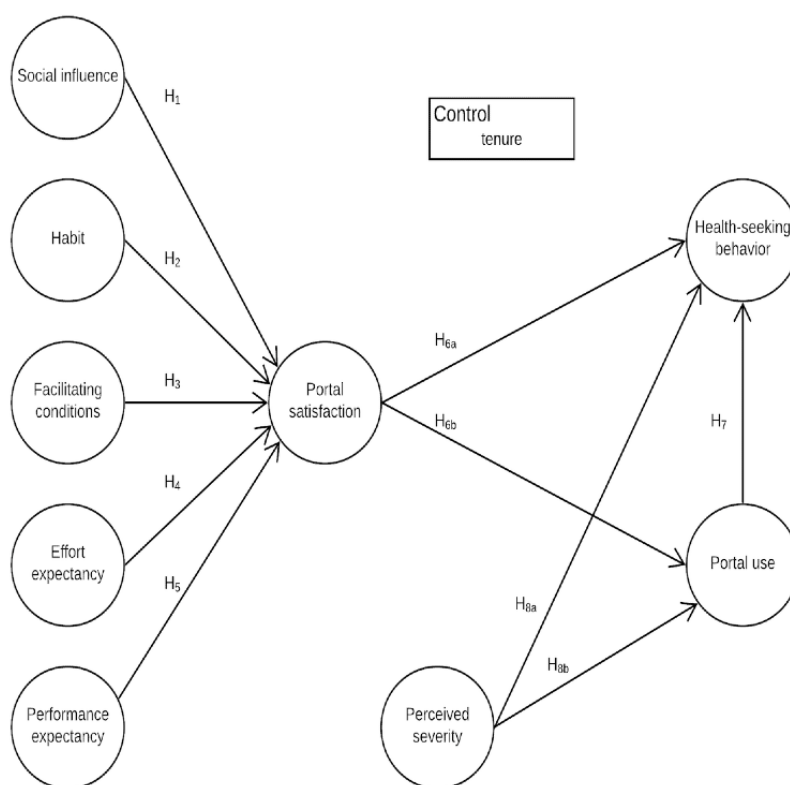 Social influence
H1
Control
tenure
Habit
H2
Health-seeking
behavior
H3
Facilitating
conditions
Portal
satisfaction
H6a
H6b
H7
H4
Effort
expectancy
H5
Portal use
H8a
H8b
Performance
expectancy
Perceived
severity